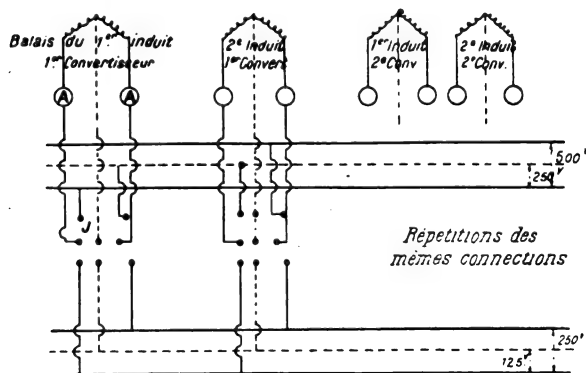 Balais du 1er induit
1er Convertisseur
2e Induit
1er Convert
1er Induit
2e Conv
2e Induit
2e Conv.
A
A
500v
250v
J
Répetitions des
mêmes connections
250v
125v